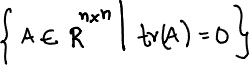 { A ∈ R^{n×n} | tr(A) = 0 }